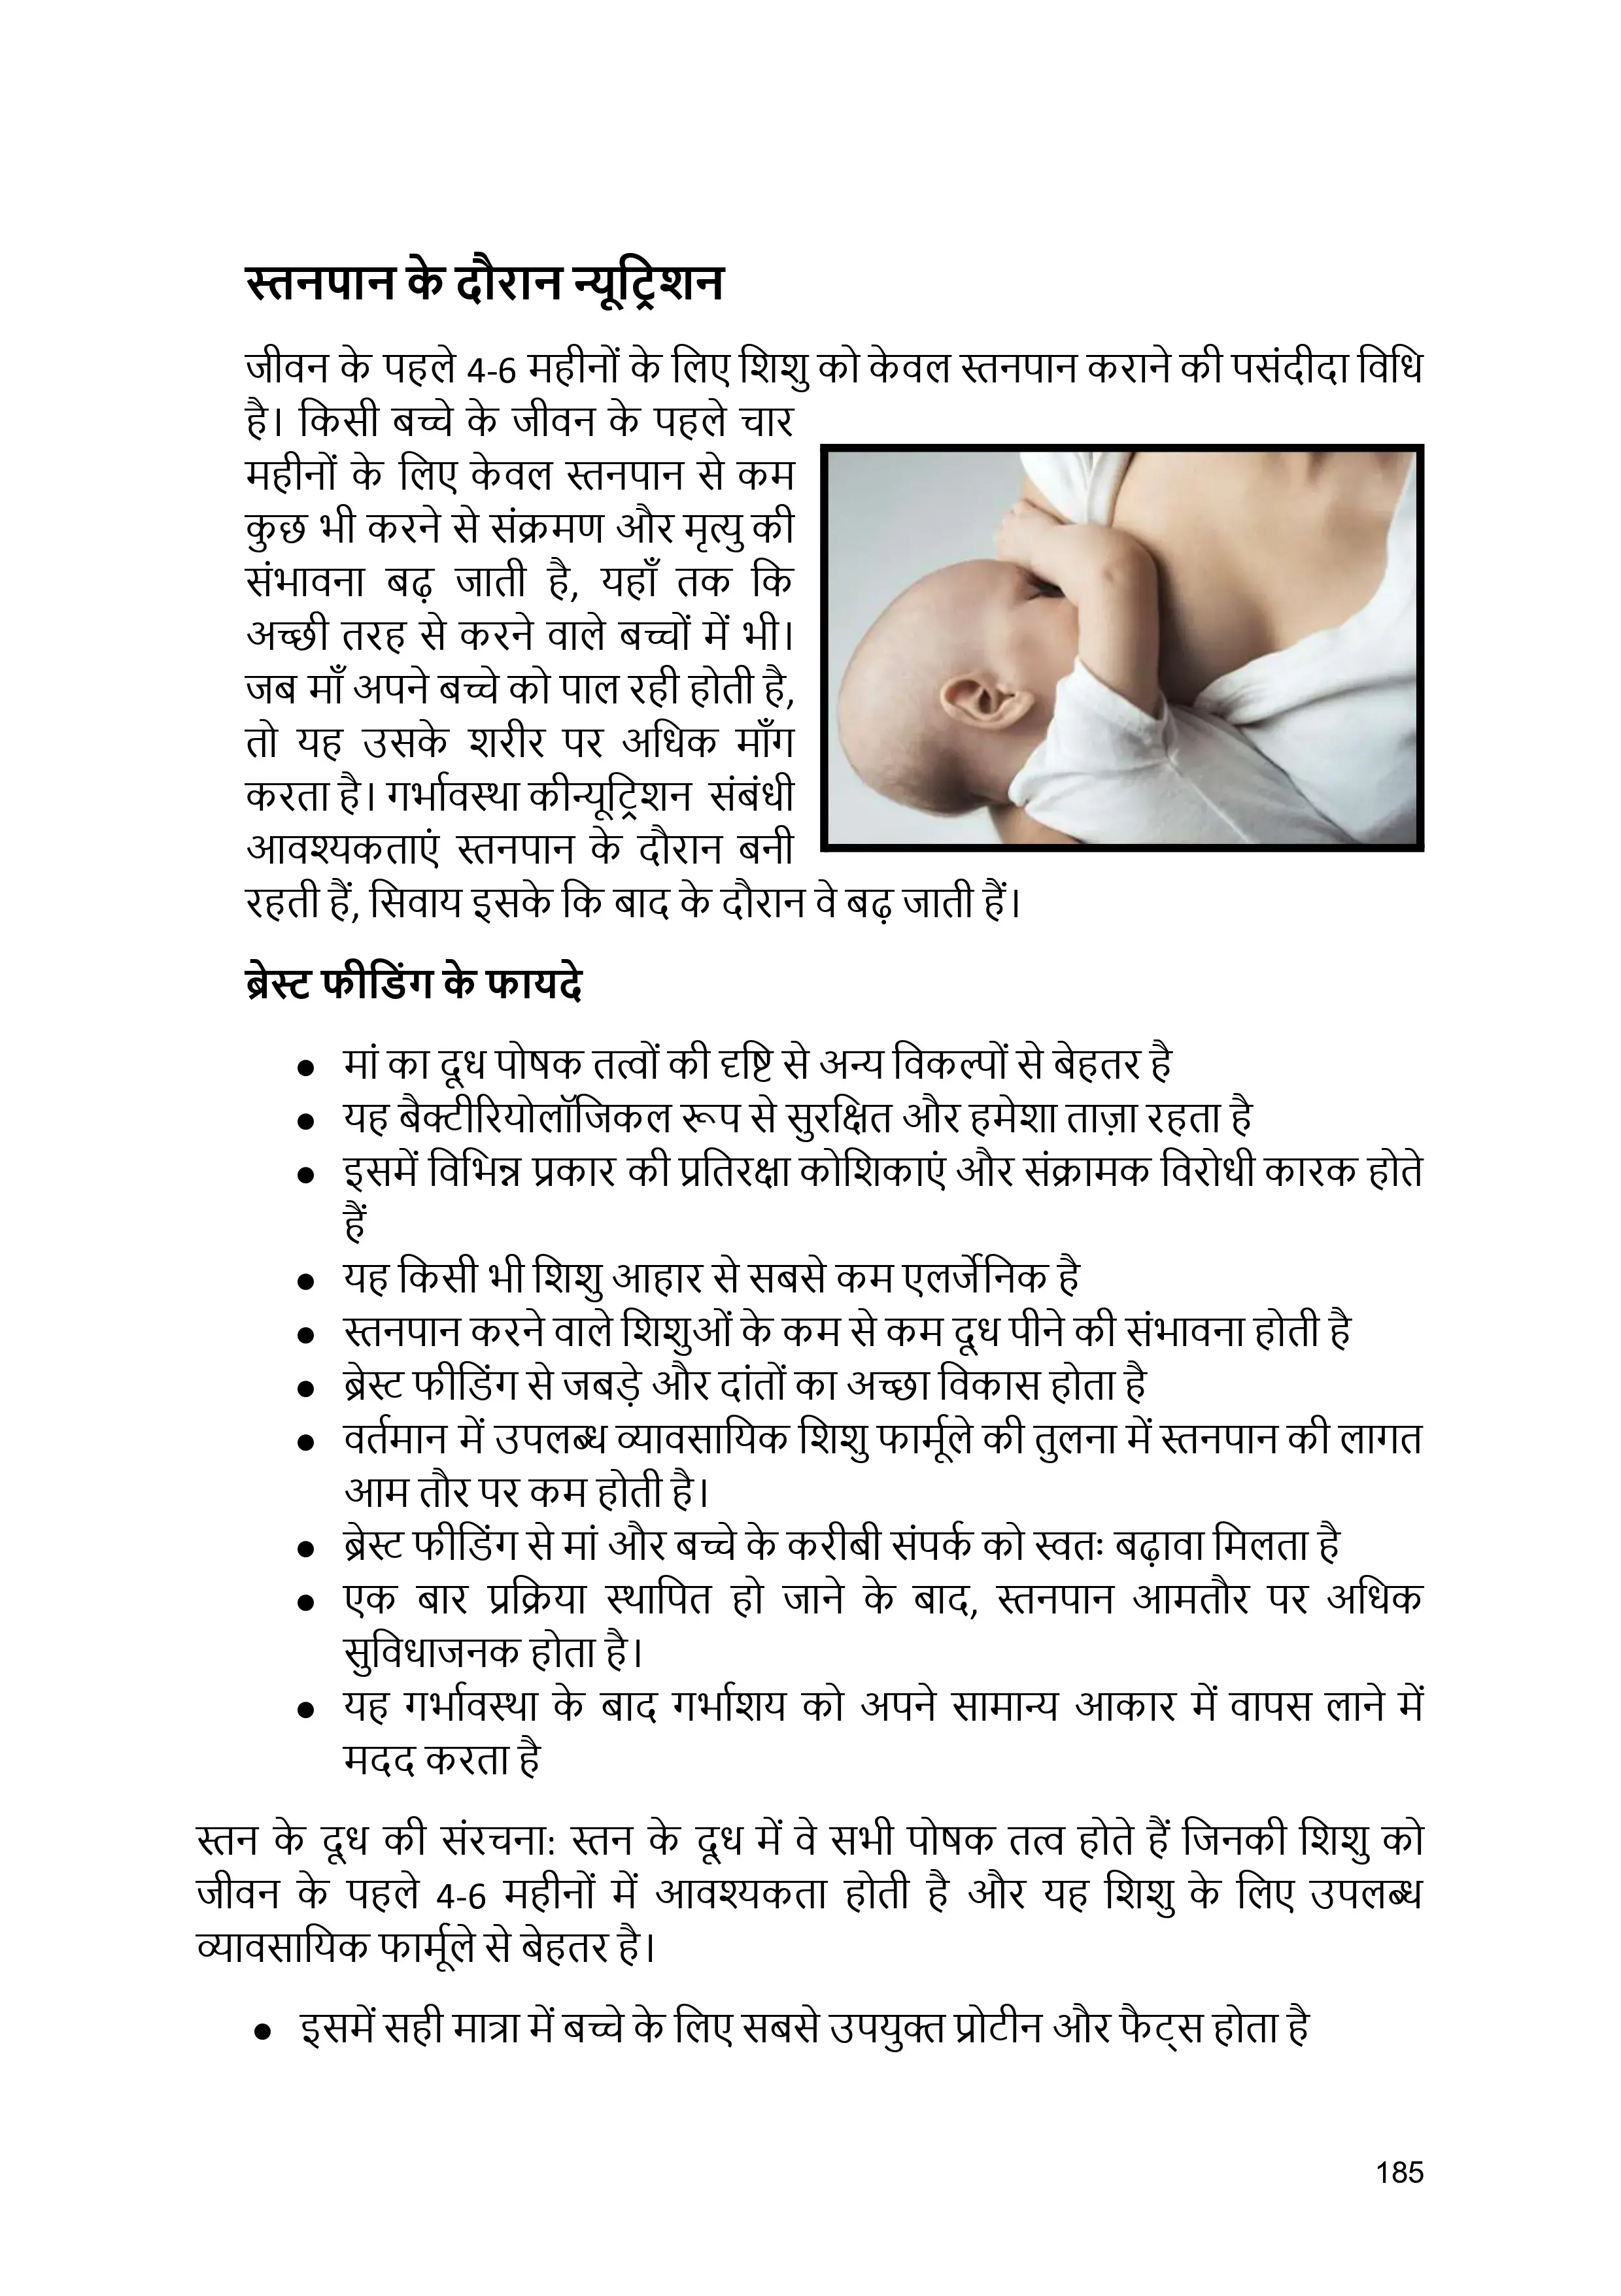 स्तनपान के दौरान न्यूट्रिशन
जीवन के पहले 4-6 महीनों के लिए शिशु को केवल स्तनपान कराने की पसंदीदा विधि
है। किसी बच्चे के जीवन के पहले चार
महीनों के लिए केवल स्तनपान से कम
कुछ भी करने से संक्रमण और मृत्यु की
संभावना बढ़ जाती है, यहाँ तक कि
अच्छी तरह से करने वाले बच्चों में भी।
जब माँ अपने बच्चे को पाल रही होती है,
तो यह उसके शरीर पर अधिक माँग
करता है। गर्भावस्था कीन्यूट्रिशन संबंधी
आवश्यकताएं स्तनपान के दौरान बनी
रहती हैं, सिवाय इसके कि बाद के दौरान वे बढ़ जाती हैं।
ब्रेस्ट फीडिंग के फायदे
● मां का दूध पोषक तत्वों की दृष्टि से अन्य विकल्पों से बेहतर है
● यह बैक्टीरियोलॉजिकल रूप से सुरक्षित और हमेशा ताज़ा रहता है
● इसमें विभिन्न प्रकार की प्रतिरक्षा कोशिकाएं और संक्रामक विरोधी कारक होते
हैं
● यह किसी भी शिशु आहार से सबसे कम एलर्जेनिक है
● स्तनपान करने वाले शिशुओं के कम से कम दूध पीने की संभावना होती है
● ब्रेस्ट फीडिंग से जबड़े और दांतों का अच्छा विकास होता है
● वर्तमान में उपलब्ध व्यावसायिक शिशु फार्मूले की तुलना में स्तनपान की लागत
आम तौर पर कम होती है।
● ब्रेस्ट फीडिंग से मां और बच्चे के करीबी संपर्क को स्वतः बढ़ावा मिलता है
● एक बार प्रक्रिया स्थापित हो जाने के बाद, स्तनपान आमतौर पर अधिक
सुविधाजनक होता है।
● यह गर्भावस्था के बाद गर्भाशय को अपने सामान्य आकार में वापस लाने में
मदद करता है
स्तन के दूध की संरचना: स्तन के दूध में वे सभी पोषक तत्व होते हैं जिनकी शिशु को
जीवन के पहले 4-6 महीनों में आवश्यकता होती है और यह शिशु के लिए उपलब्ध
व्यावसायिक फार्मूले से बेहतर है।
● इसमें सही मात्रा में बच्चे के लिए सबसे उपयुक्त प्रोटीन और फैट्स होता है
185